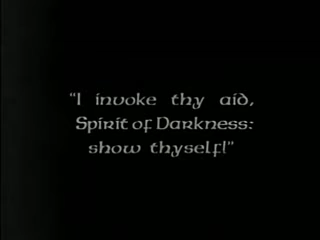 "I invoke thy aid,
Spirit of Darkness:
show thyself!"